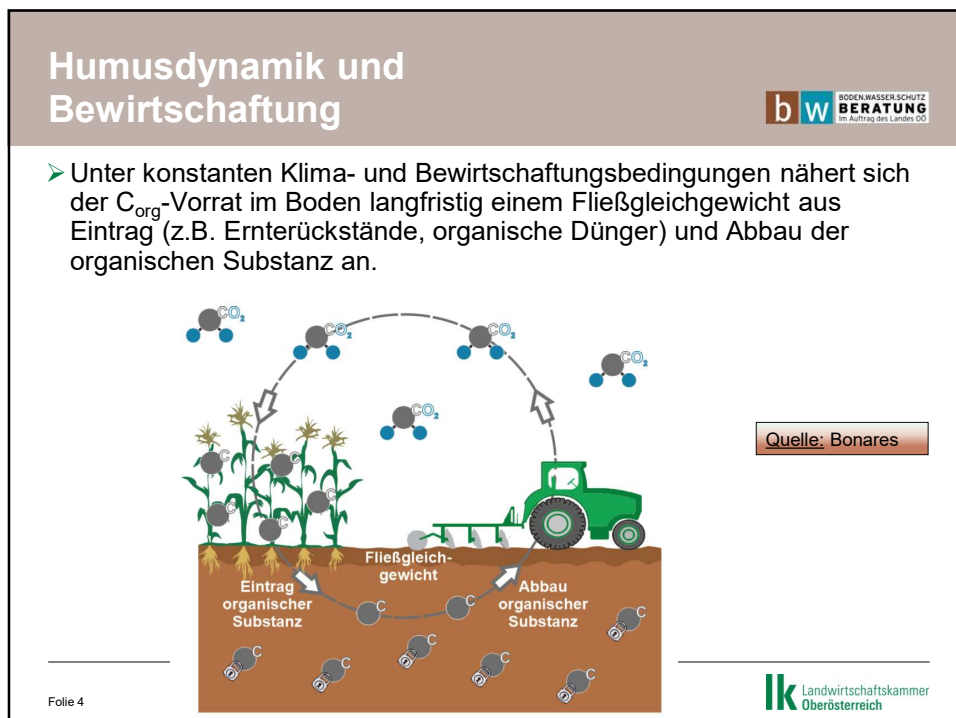 Humusdynamik und
Bewirtschaftung
b w BODEN.WASSER.SCHUTZ
BERATUNG
Im Auftrag des Landes OÖ
➢ Unter konstanten Klima- und Bewirtschaftungsbedingungen nähert sich
der Corg-Vorrat im Boden langfristig einem Fließgleichgewicht aus
Eintrag (z.B. Ernterückstände, organische Dünger) und Abbau der
organischen Substanz an.
CO2
CO2
CO2
CO2
CO2
Quelle: Bonares
C
C
C
C
C
Fließgleich-
gewicht
Eintrag
organischer
Substanz
Abbau
organischer
Substanz
C
C
C
C
C
C
C
C
Folie 4
lk Landwirtschaftskammer
Oberösterreich